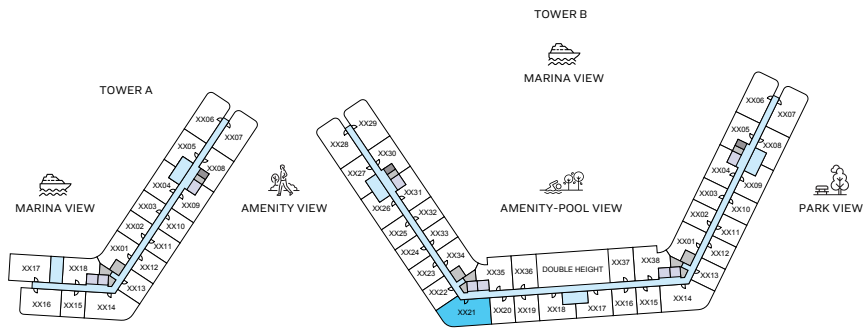 TOWER B
MARINA VIEW
TOWER A
MARINA VIEW
AMENITY VIEW
AMENITY-POOL VIEW
PARK VIEW
XX06
XX07
XX05
XX08
XX04
XX09
XX03
XX10
XX02
XX11
XX01
XX12
XX17
XX18
XX13
XX16
XX15
XX14
XX29
XX28
XX30
XX27
XX31
XX26
XX32
XX25
XX33
XX24
XX34
XX23
XX22
XX35
XX36
DOUBLE HEIGHT
XX37
XX38
XX21
XX20
XX19
XX18
XX17
XX16
XX15
XX14
XX06
XX07
XX05
XX08
XX04
XX09
XX03
XX10
XX02
XX11
XX01
XX12
XX13